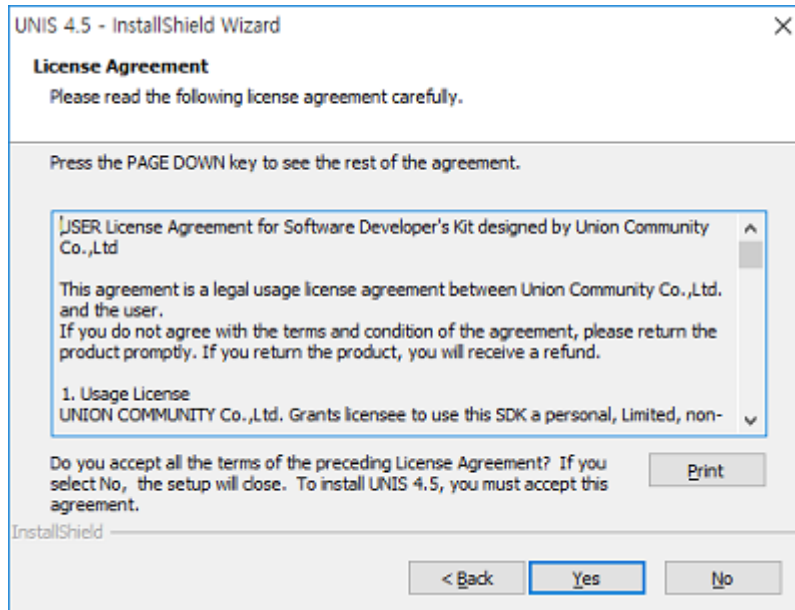 UNIS 4.5 - InstallShield Wizard
License Agreement
Please read the following license agreement carefully.
Press the PAGE DOWN key to see the rest of the agreement.
USER License Agreement for Software Developer's Kit designed by Union Community
Co.,Ltd
This agreement is a legal usage license agreement between Union Community Co.,Ltd.
and the user.
If you do not agree with the terms and condition of the agreement, please return the
product promptly. If you return the product, you will receive a refund.
1. Usage License
UNION COMMUNITY Co.,Ltd. Grants licensee to use this SDK a personal, Limited, non-
Do you accept all the terms of the preceding License Agreement? If you
select No, the setup will close. To install UNIS 4.5, you must accept this
agreement.
Print
InstallShield
< Back
Yes
No